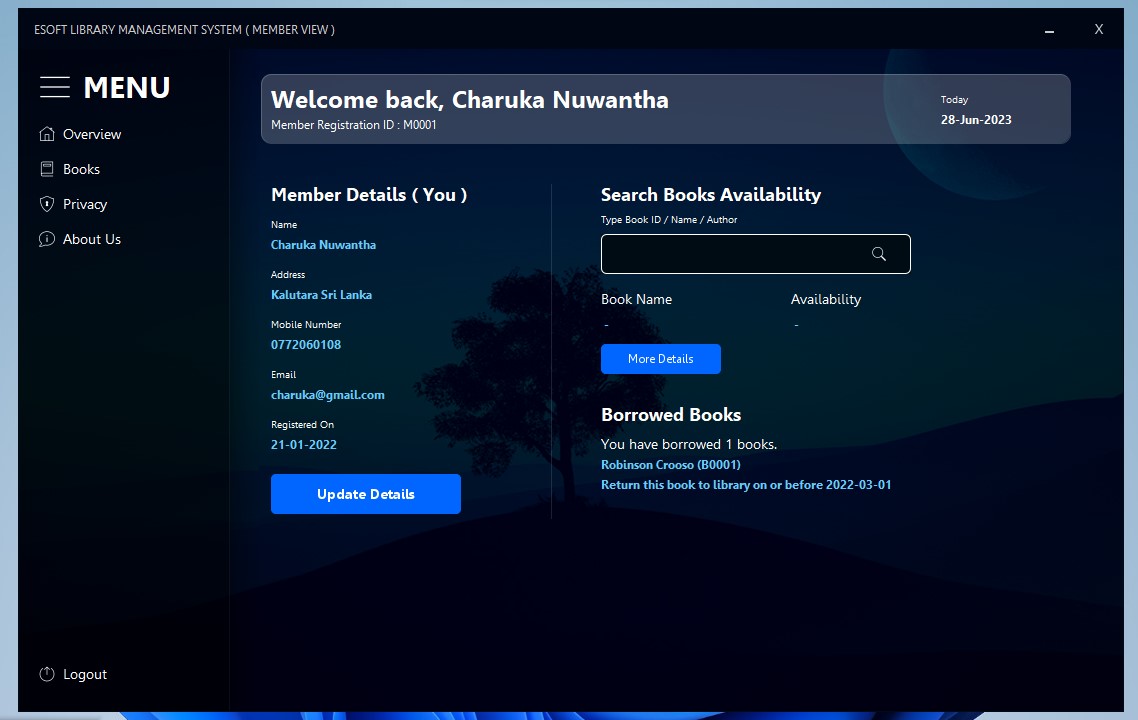 ESOFT LIBRARY MANAGEMENT SYSTEM ( MEMBER VIEW )
X
MENU
Overview
Books
Privacy
About Us
Logout
Welcome back, Charuka Nuwantha
Member Registration ID : M0001
Today
28-Jun-2023
Member Details ( You )
Name
Charuka Nuwantha
Address
Kalutara Sri Lanka
Mobile Number
0772060108
Email
charuka@gmail.com
Registered On
21-01-2022
Update Details
Search Books Availability
Type Book ID / Name / Author
Book Name
-
Availability
-
More Details
Borrowed Books
You have borrowed 1 books.
Robinson Crooso (B0001)
Return this book to library on or before 2022-03-01